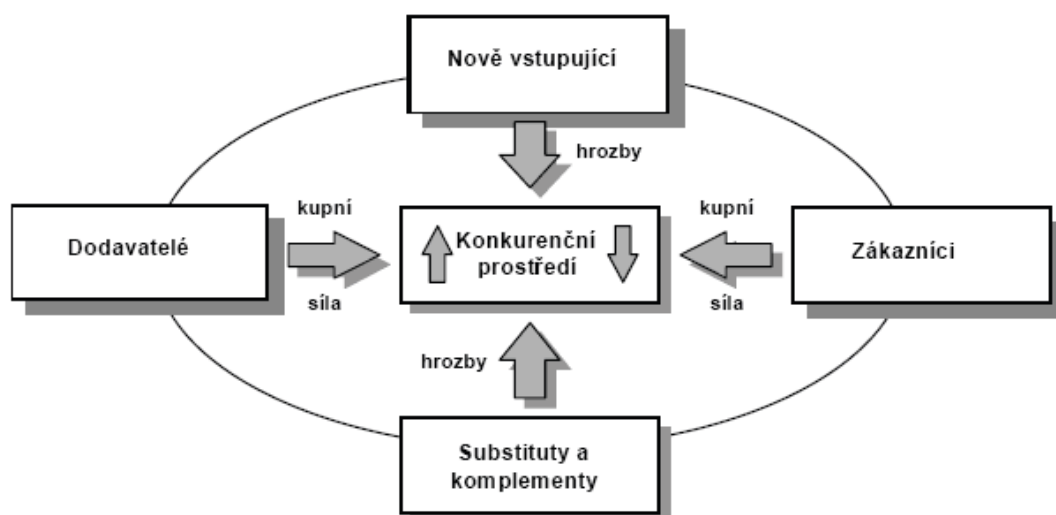 Nově vstupující
hrozby
kupní
Dodavatelé
síla
Konkurenční
prostředí
kupní
Zákazníci
síla
hrozby
Substituty a
komplementy